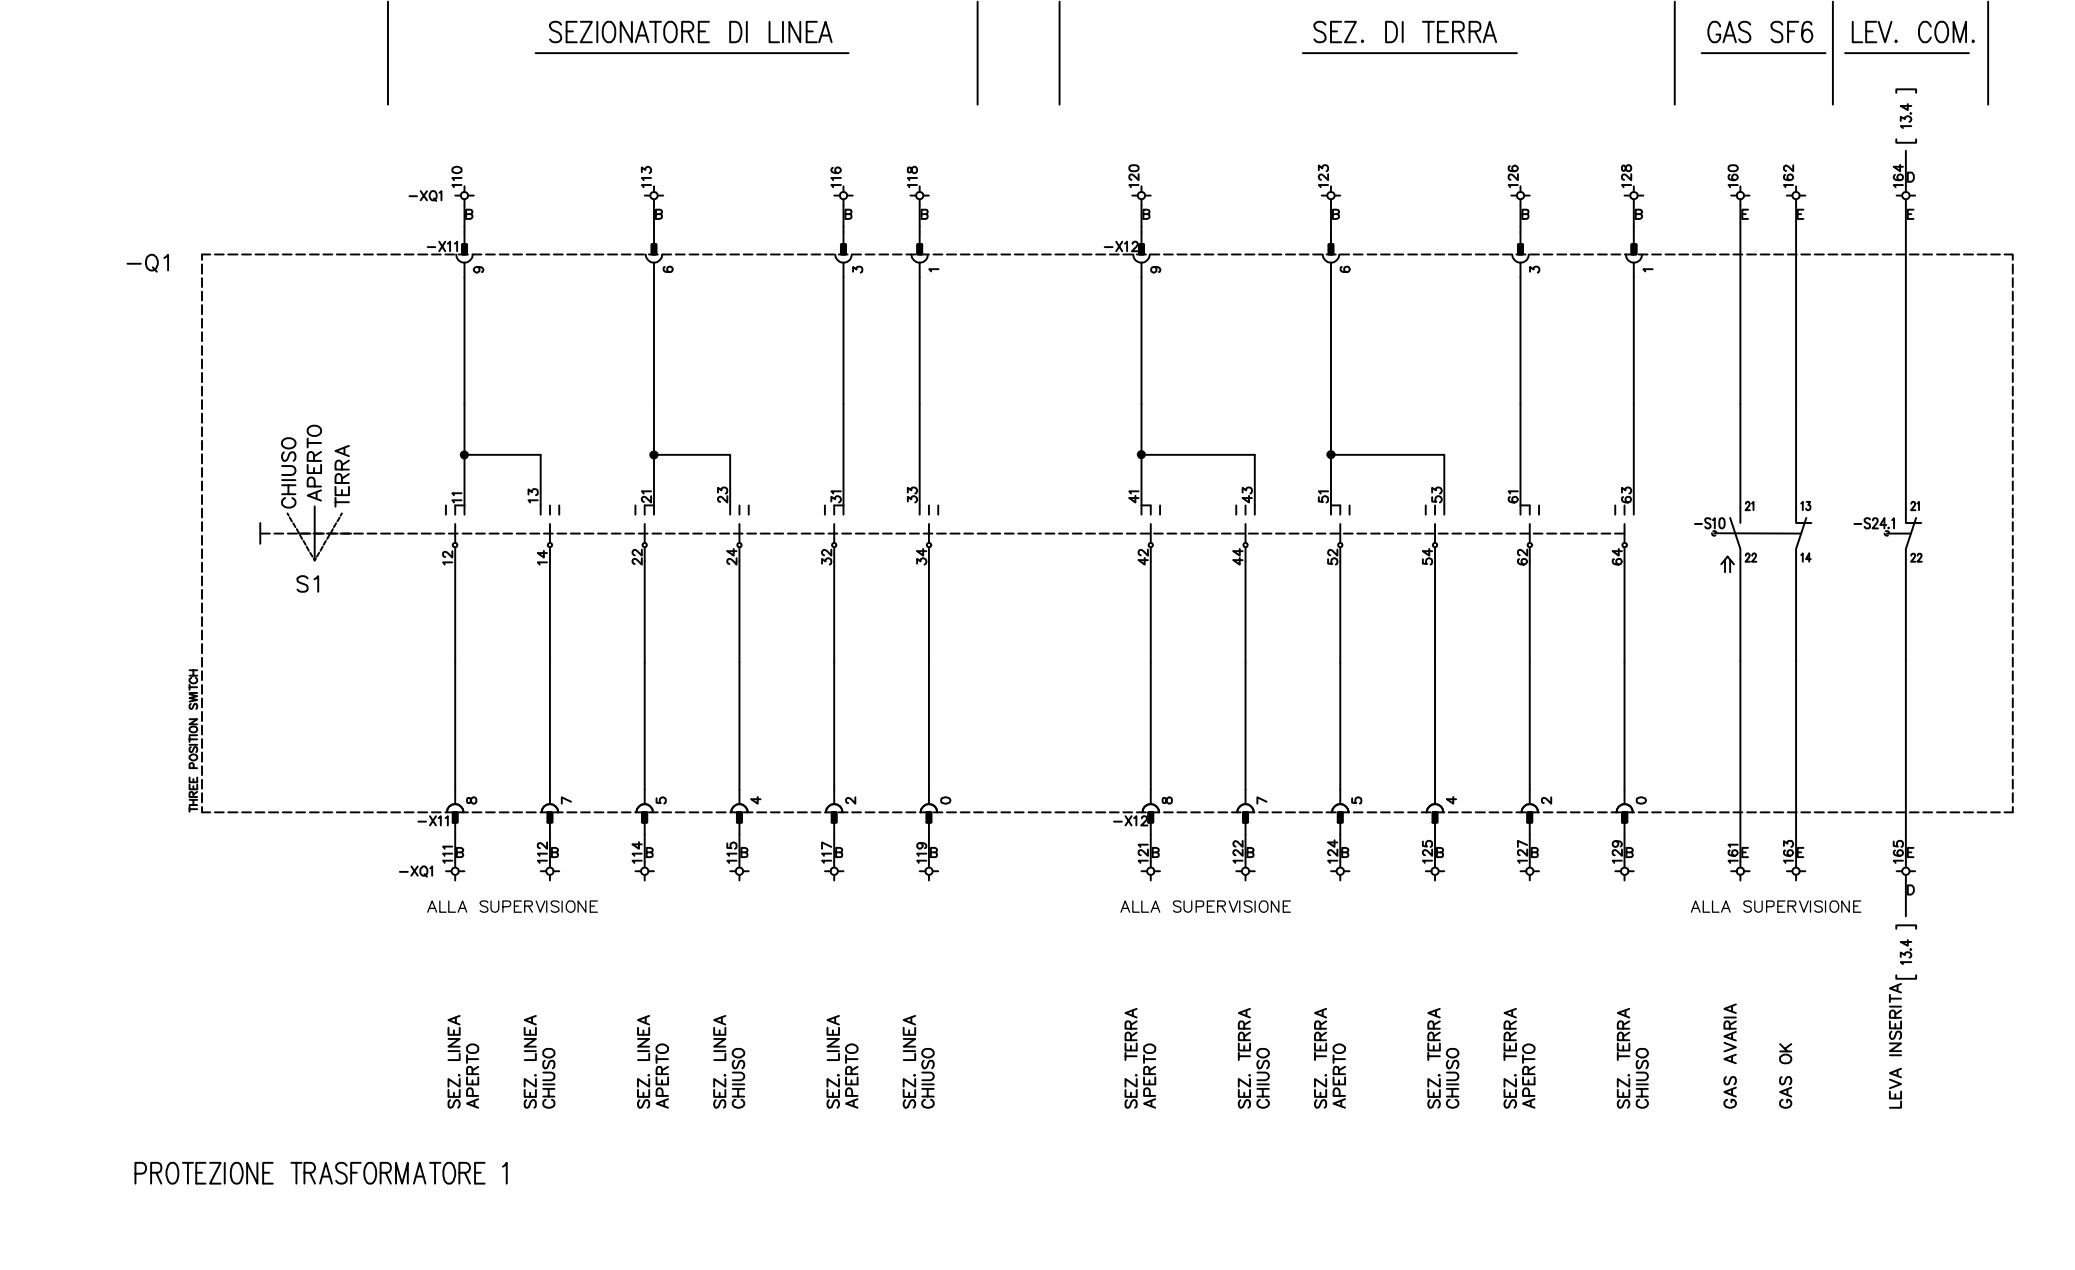 SEZIONATORE DI LINEA
SEZ. DI TERRA
GAS SF6
LEV. COM.
[ 13.4 ]
110
113
116
118
120
123
126
128
160
162
164
D
-XQ1
B
B
B
B
B
B
B
B
E
E
E
-X11
-X12
-Q1
9
6
3
1
9
6
3
1
CHIUSO
APERTO
TERRA
11
13
21
23
31
33
41
43
51
53
61
63
21
13
21
-S10
-S24.1
12
14
22
24
32
34
42
44
52
54
62
64
22
14
22
S1
THREE POSITION SWITCH
8
7
5
4
2
0
8
7
5
4
2
0
-X11
-X12
111
B
112
B
114
B
115
B
117
B
119
B
121
B
122
B
124
B
125
B
127
B
129
B
161
E
163
E
165
E
-XQ1
D
ALLA SUPERVISIONE
ALLA SUPERVISIONE
ALLA SUPERVISIONE
[ 13.4 ]
SEZ. LINEA
APERTO
SEZ. LINEA
CHIUSO
SEZ. LINEA
APERTO
SEZ. LINEA
CHIUSO
SEZ. LINEA
APERTO
SEZ. LINEA
CHIUSO
SEZ. TERRA
APERTO
SEZ. TERRA
CHIUSO
SEZ. TERRA
APERTO
SEZ. TERRA
CHIUSO
SEZ. TERRA
APERTO
SEZ. TERRA
CHIUSO
GAS AVARIA
GAS OK
LEVA INSERITA
PROTEZIONE TRASFORMATORE 1